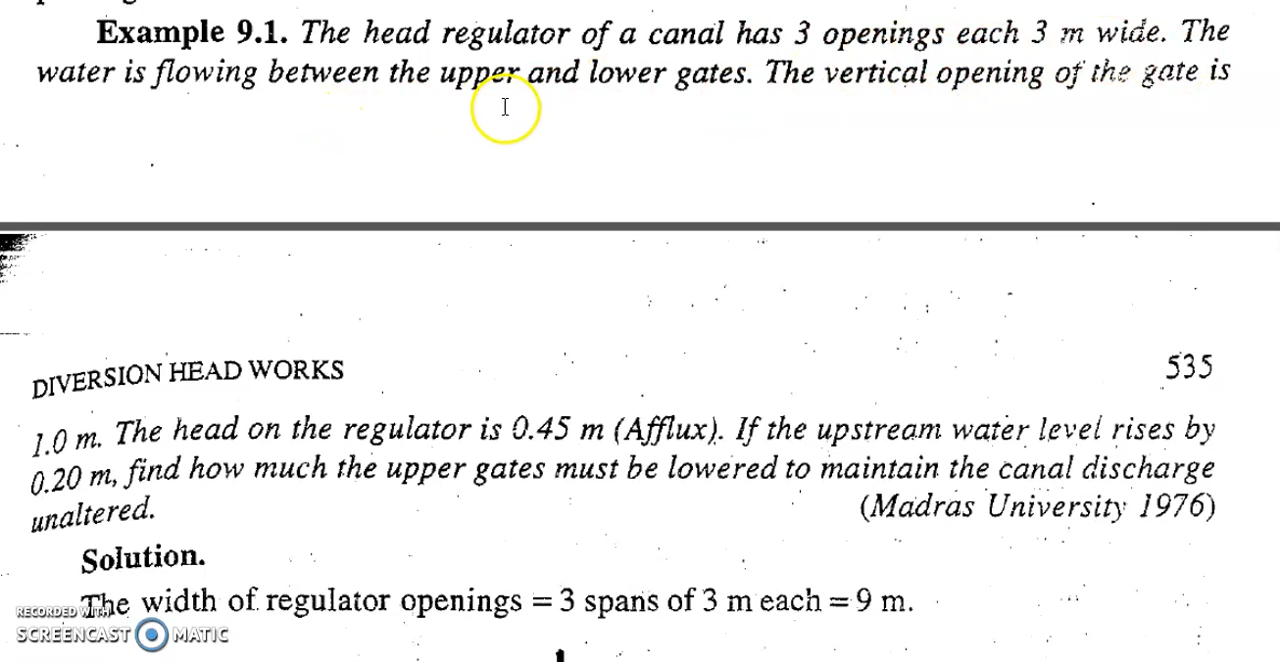 Example 9.1. The head regulator of a canal has 3 openings each 3 m wide. The
water is flowing between the upper and lower gates. The vertical opening of the gate is
DIVERSION HEAD WORKS 535
1.0 m. The head on the regulator is 0.45 m (Afflux). If the upstream water level rises by
0.20 m, find how much the upper gates must be lowered to maintain the canal discharge
unaltered. (Madras University 1976)
Solution.
The width of regulator openings = 3 spans of 3 m each = 9 m.
RECORDED WITH
SCREENCAST MATIC